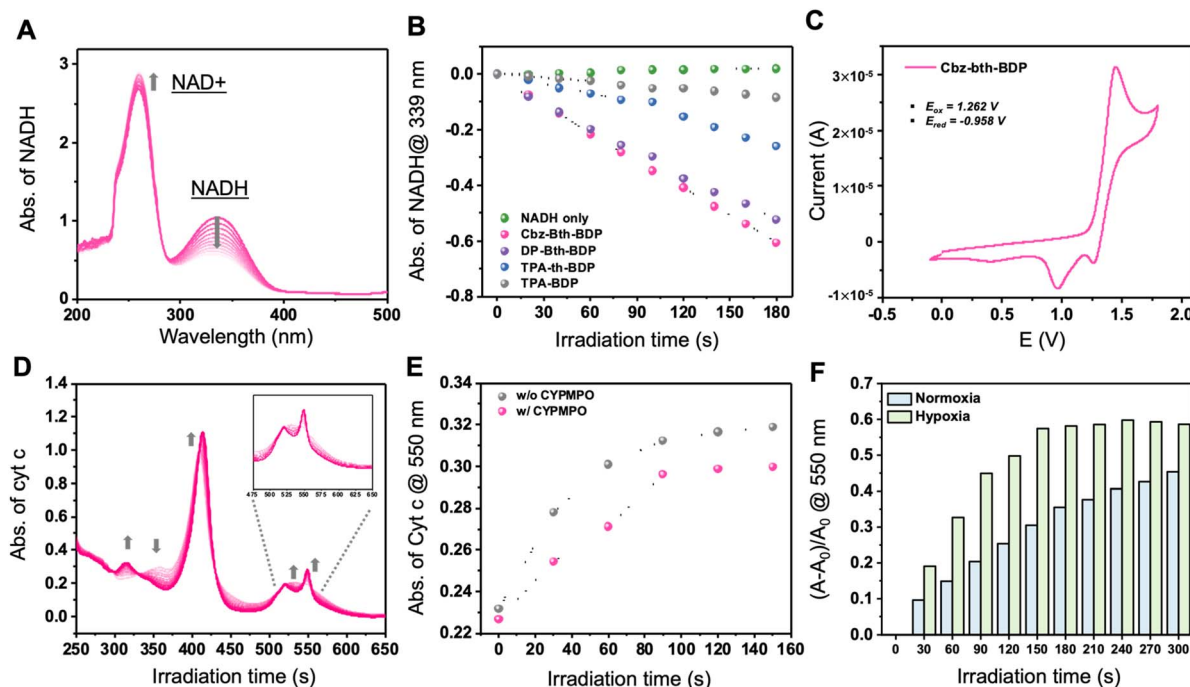 A
Abs. of NADH
3
2
1
0
NAD+
NADH
200 300 400 500
Wavelength (nm)
B
Abs. of NADH@ 339 nm
0.0
-0.2
-0.4
-0.6
-0.8
NADH only
Cbz-Bth-BDP
DP-Bth-BDP
TPA-th-BDP
TPA-BDP
0 30 60 90 120 150 180
Irradiation time (s)
C
Current (A)
3×10-5
2×10-5
1×10-5
0
-1×10-5
Cbz-bth-BDP
Eox = 1.262 V
Ered = -0.958 V
-0.5 0.0 0.5 1.0 1.5 2.0
E (V)
D
Abs. of cyt c
1.4
1.2
1.0
0.8
0.6
0.4
0.2
0.0
475 500 525 550 575 600 625 650
250 300 350 400 450 500 550 600 650
Irradiation time (s)
E
Abs. of Cyt c @ 550 nm
0.34
0.32
0.30
0.28
0.26
0.24
0.22
w/o CYPMPO
w/ CYPMPO
0 20 40 60 80 100 120 140 160
Irradiation time (s)
F
(A-A0)/A0 @ 550 nm
0.7
0.6
0.5
0.4
0.3
0.2
0.1
0.0
Normoxia
Hypoxia
0 30 60 90 120 150 180 210 240 270 300
Irradiation time (s)